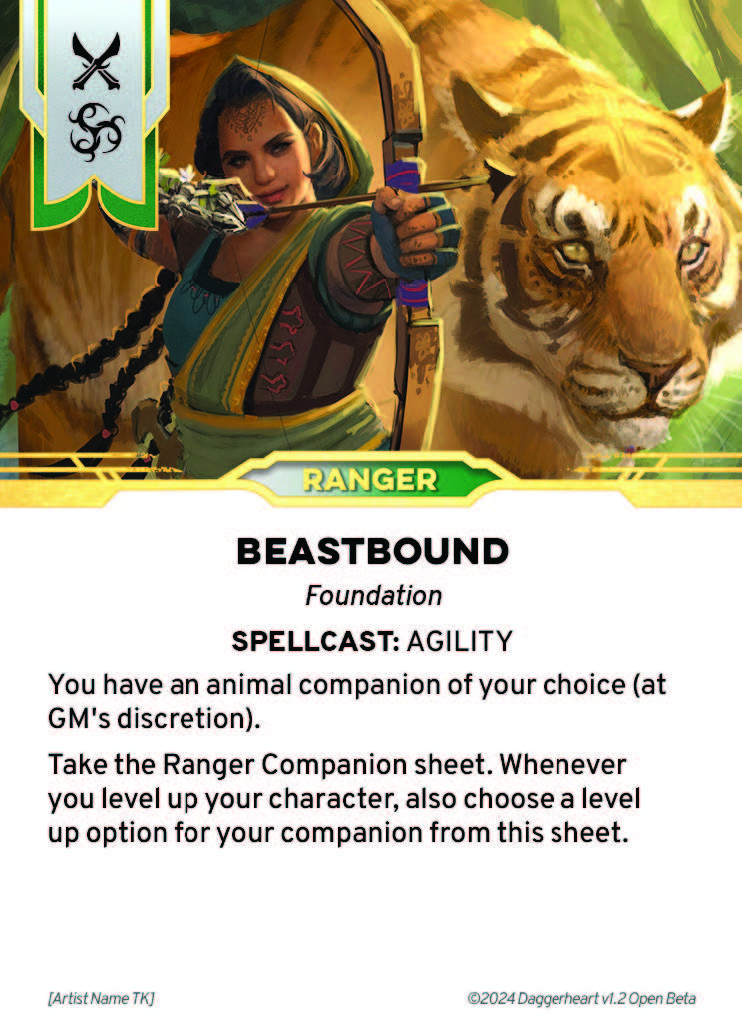 RANGER
BEASTBOUND
Foundation
SPELLCAST: AGILITY
You have an animal companion of your choice (at
GM's discretion).
Take the Ranger Companion sheet. Whenever
you level up your character, also choose a level
up option for your companion from this sheet.
[Artist Name TK]
©2024 Daggerheart v1.2 Open Beta